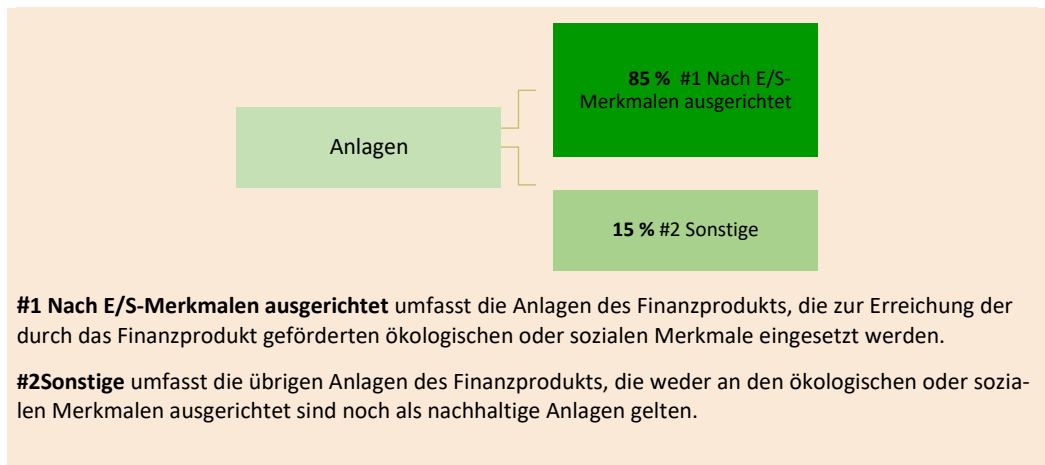 85 % #1 Nach E/S-
Merkmalen ausgerichtet
Anlagen
15 % #2 Sonstige
#1 Nach E/S-Merkmalen ausgerichtet umfasst die Anlagen des Finanzprodukts, die zur Erreichung der
durch das Finanzprodukt geförderten ökologischen oder sozialen Merkmale eingesetzt werden.
#2Sonstige umfasst die übrigen Anlagen des Finanzprodukts, die weder an den ökologischen oder sozia-
len Merkmalen ausgerichtet sind noch als nachhaltige Anlagen gelten.